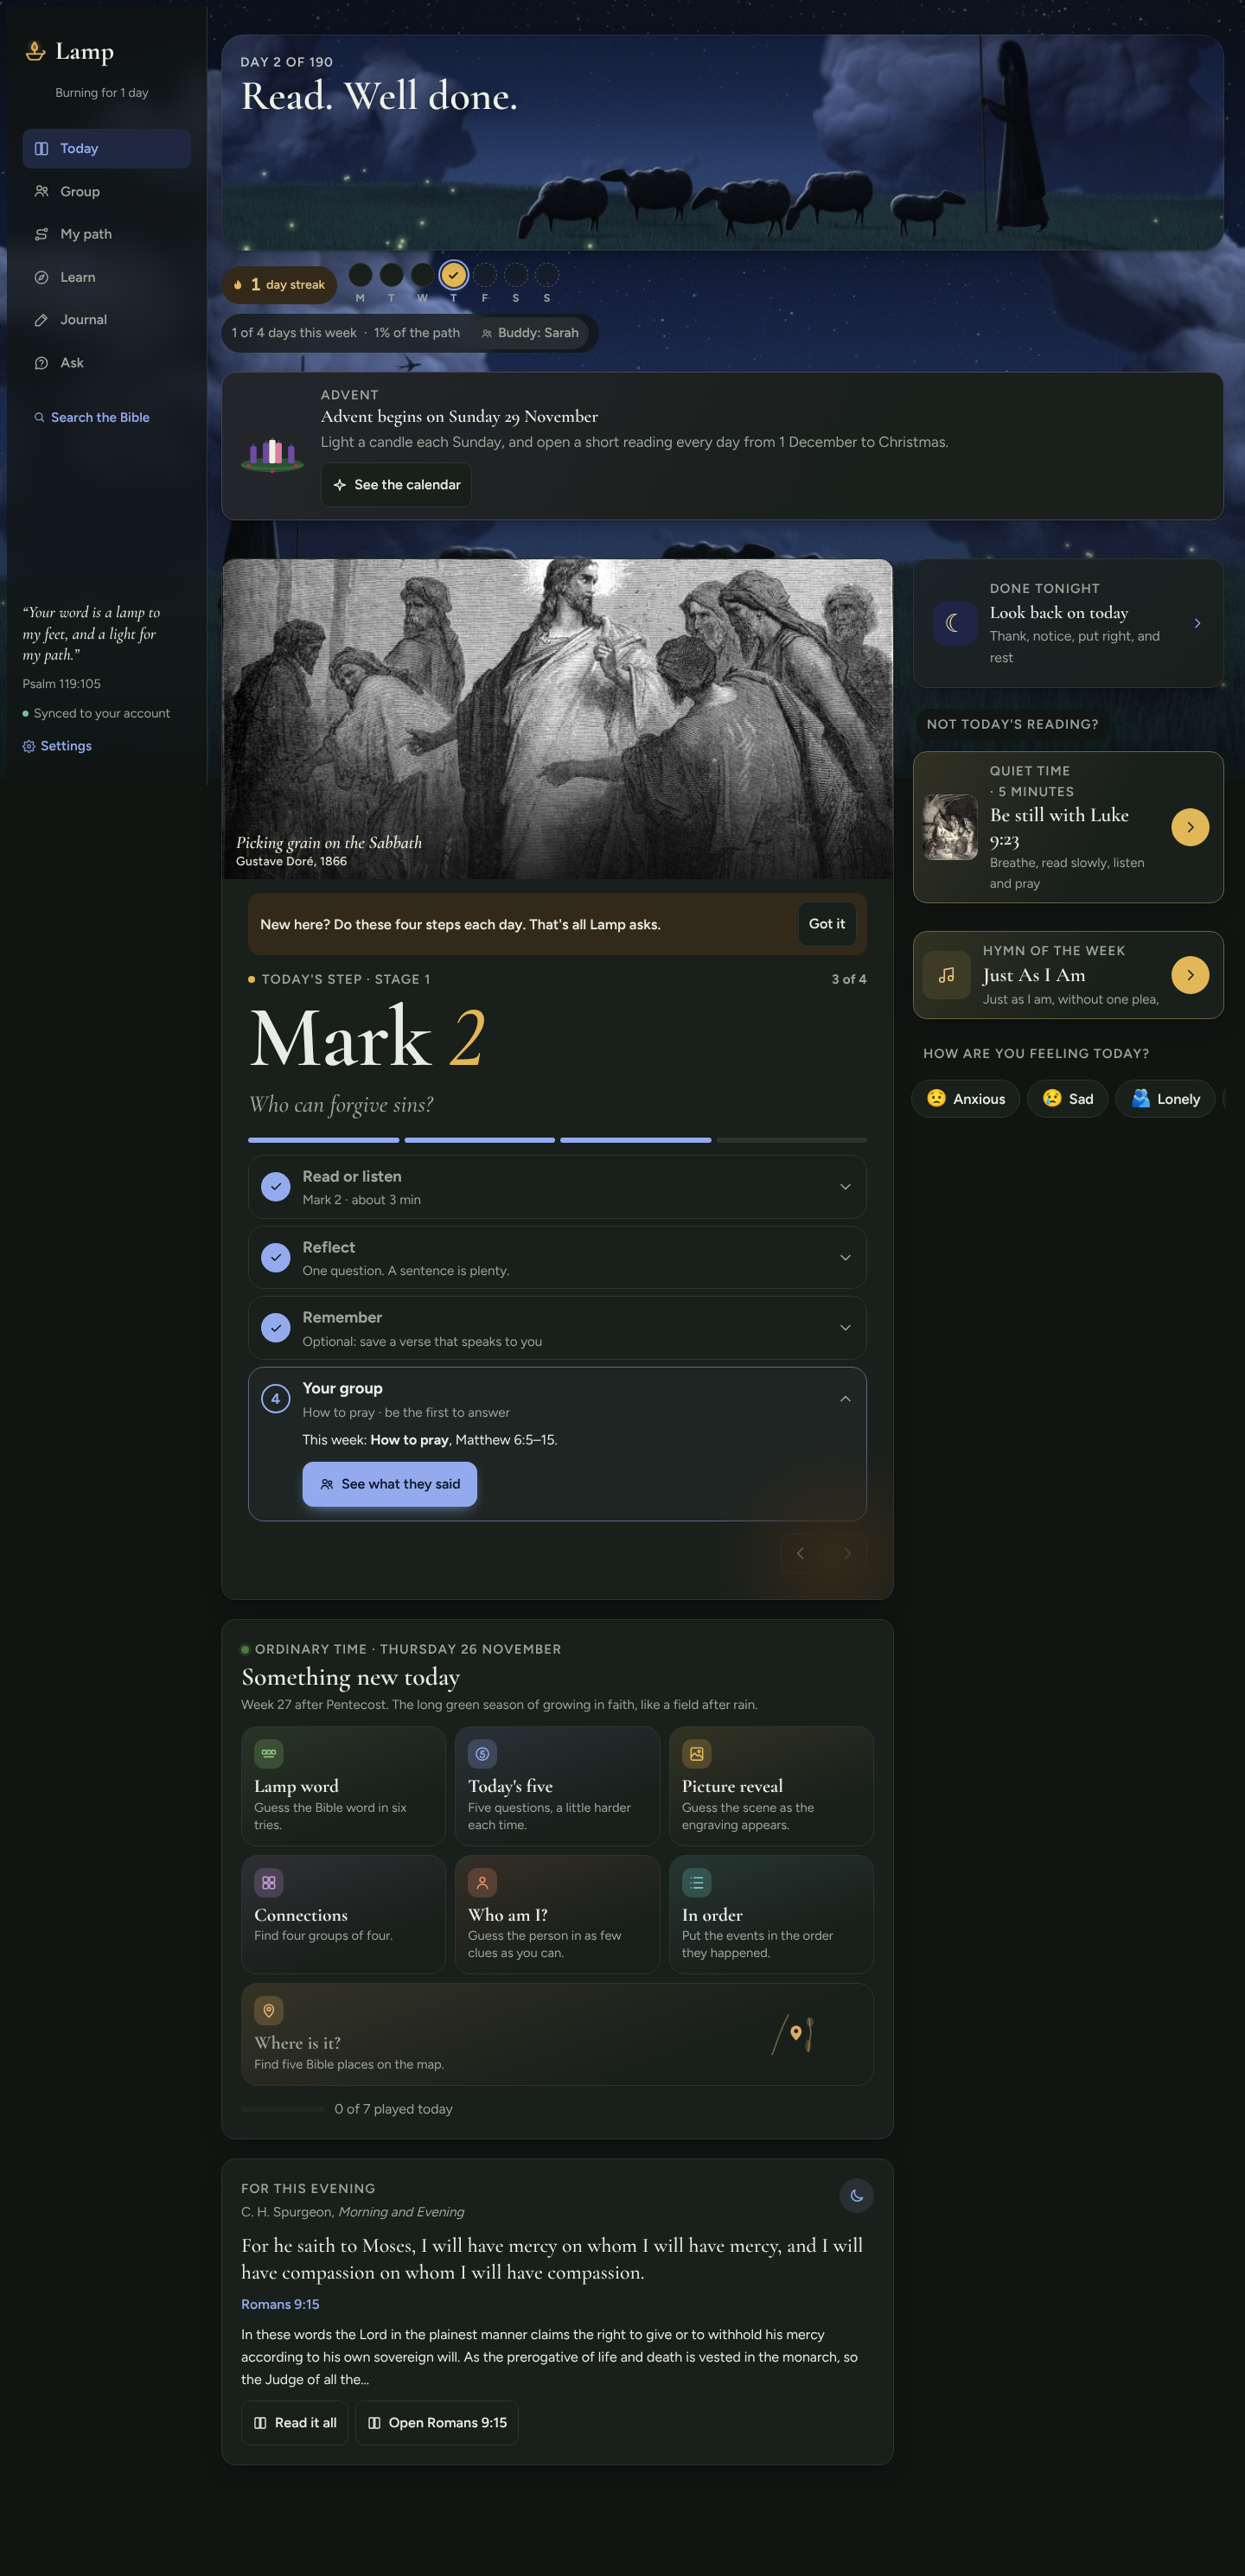 Lamp
Burning for 1 day
Today
Group
My path
Learn
Journal
Ask
Search the Bible
“Your word is a lamp to
my feet, and a light for
my path.”
Psalm 119:105
Synced to your account
Settings
DAY 2 OF 190
Read. Well done.
1 day streak
M T W T F S S
1 of 4 days this week · 1% of the path
Buddy: Sarah
ADVENT
Advent begins on Sunday 29 November
Light a candle each Sunday, and open a short reading every day from 1 December to Christmas.
See the calendar
Picking grain on the Sabbath
Gustave Doré, 1866
New here? Do these four steps each day. That's all Lamp asks.
Got it
TODAY'S STEP · STAGE 1
3 of 4
Mark 2
Who can forgive sins?
Read or listen
Mark 2 · about 3 min
Reflect
One question. A sentence is plenty.
Remember
Optional: save a verse that speaks to you
4
Your group
How to pray · be the first to answer
This week: How to pray, Matthew 6:5–15.
See what they said
DONE TONIGHT
Look back on today
Thank, notice, put right, and
rest
NOT TODAY'S READING?
QUIET TIME
· 5 MINUTES
Be still with Luke
9:23
Breathe, read slowly, listen
and pray
HYMN OF THE WEEK
Just As I Am
Just as I am, without one plea,
HOW ARE YOU FEELING TODAY?
Anxious
Sad
Lonely
ORDINARY TIME · THURSDAY 26 NOVEMBER
Something new today
Week 27 after Pentecost. The long green season of growing in faith, like a field after rain.
Lamp word
Guess the Bible word in six
tries.
5
Today's five
Five questions, a little harder
each time.
Picture reveal
Guess the scene as the
engraving appears.
Connections
Find four groups of four.
Who am I?
Guess the person in as few
clues as you can.
In order
Put the events in the order
they happened.
Where is it?
Find five Bible places on the map.
0 of 7 played today
FOR THIS EVENING
C. H. Spurgeon, Morning and Evening
For he saith to Moses, I will have mercy on whom I will have mercy, and I will
have compassion on whom I will have compassion.
Romans 9:15
In these words the Lord in the plainest manner claims the right to give or to withhold his mercy
according to his own sovereign will. As the prerogative of life and death is vested in the monarch, so
the Judge of all the…
Read it all
Open Romans 9:15